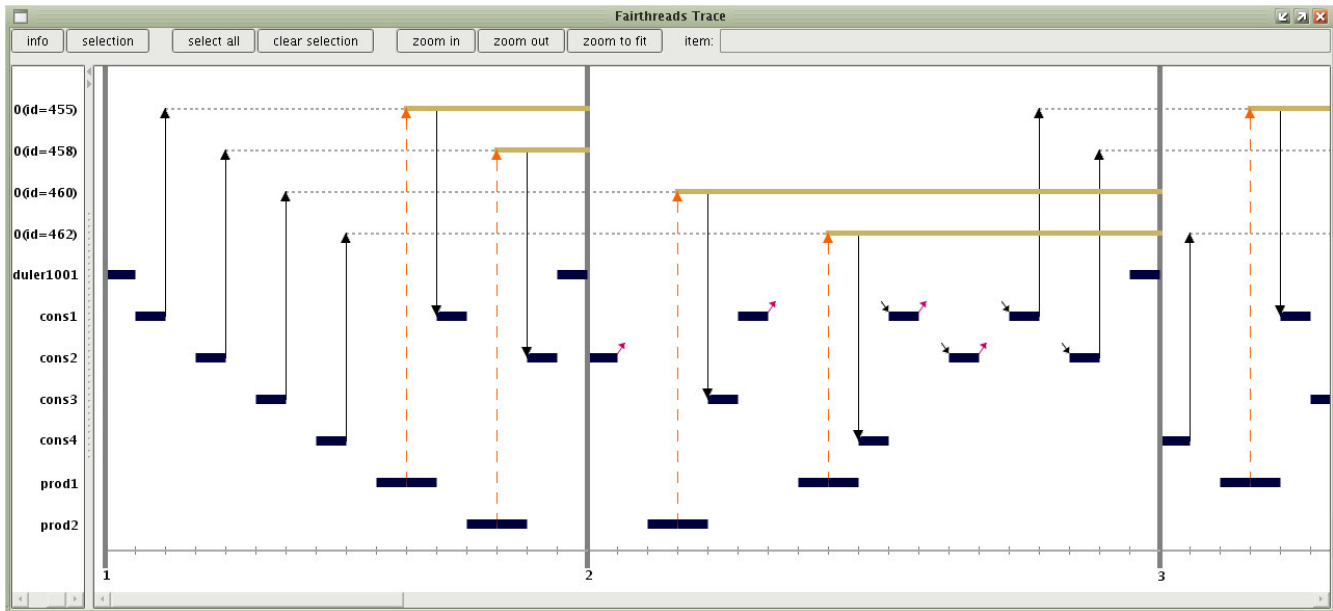 Fairthreads Trace
info selection select all clear selection zoom in zoom out zoom to fit item:
0(id=455)
0(id=458)
0(id=460)
0(id=462)
duler1001
cons1
cons2
cons3
cons4
prod1
prod2
1 2 3